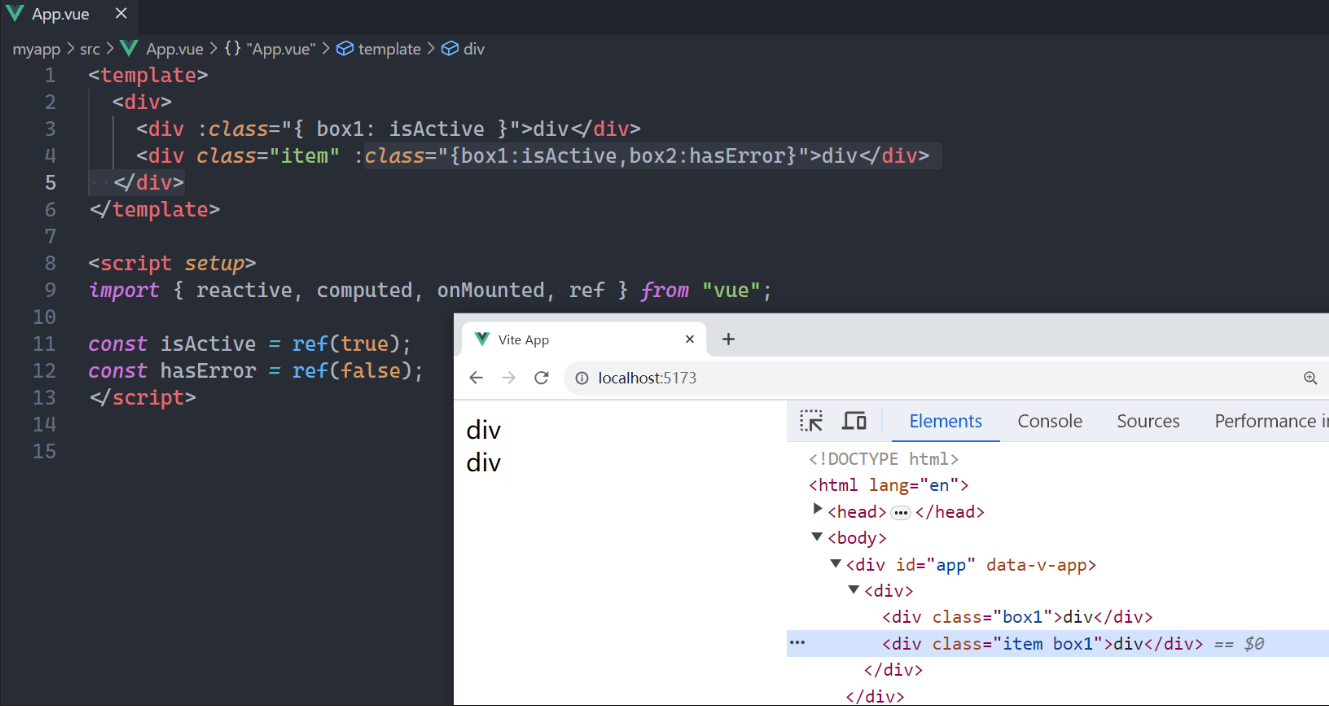 App.vue ×
myapp > src > App.vue > {} "App.vue" > template > div
1 <template>
2 <div>
3 <div :class="{ box1: isActive }">div</div>
4 <div class="item" :class="{box1:isActive,box2:hasError}">div</div>
5 </div>
6 </template>
7
8 <script setup>
9 import { reactive, computed, onMounted, ref } from "vue";
10
11 const isActive = ref(true);
12 const hasError = ref(false);
13 </script>
14
15
Vite App × +
localhost:5173
div
div
Elements Console Sources Performance in
<!DOCTYPE html>
<html lang="en">
<head> ••• </head>
<body>
<div id="app" data-v-app>
<div>
<div class="box1">div</div>
••• <div class="item box1">div</div> == $0
</div>
</div>